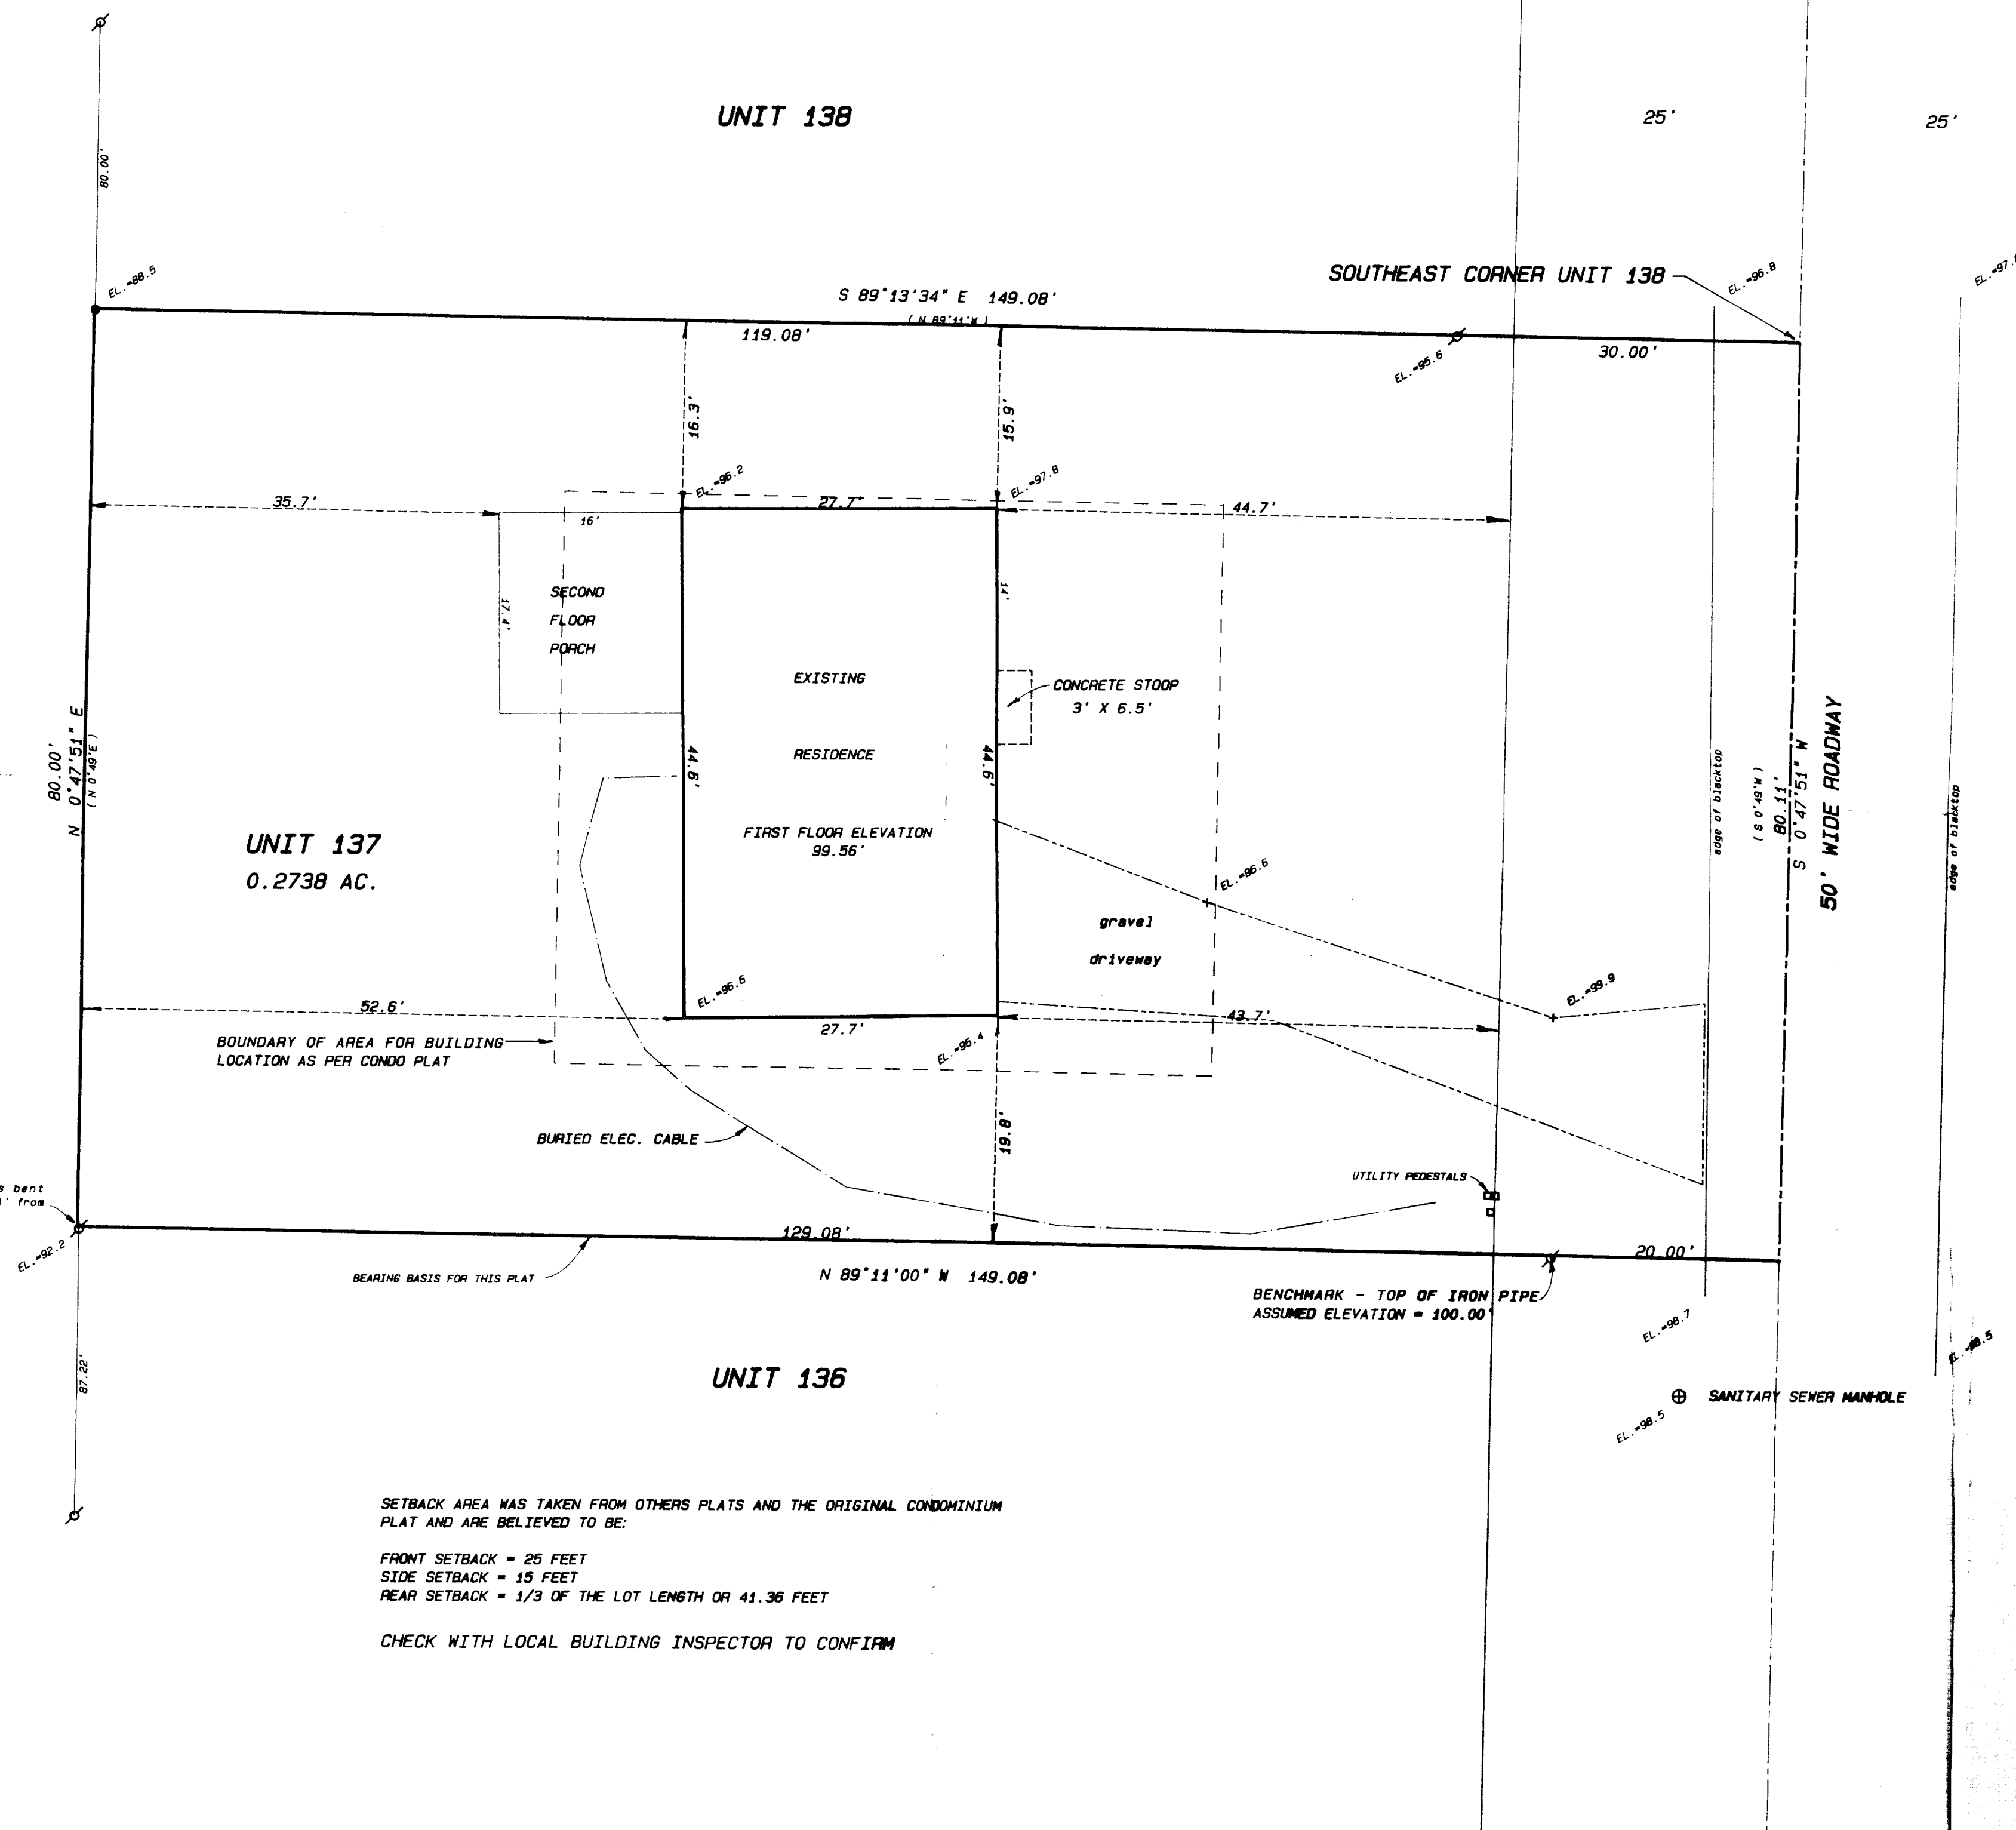 UNIT 138
25'
25'
80.00'
SOUTHEAST CORNER UNIT 138
EL.=96.8
EL.=88.5
S 89°13'34" E 149.08'
( N 89°11'W )
119.08'
30.00'
EL.=95.6
16.3'
15.9'
EL.=96.2
EL.=97.8
35.7'
16'
27.7'
44.7'
17.4'
SECOND
FLOOR
PORCH
14'
EXISTING
RESIDENCE
CONCRETE STOOP
3' X 6.5'
44.6'
44.6'
FIRST FLOOR ELEVATION
99.56'
80.00'
N 0°47'51" E
( N 0°49'E )
UNIT 137
0.2738 AC.
EL.=96.6
gravel
driveway
edge of blacktop
( S 0°49'W )
80.11'
S 0°47'51" W
50' WIDE ROADWAY
edge of blacktop
EL.=96.6
EL.=99.9
52.6'
27.7'
43.7'
EL.=95.4
BOUNDARY OF AREA FOR BUILDING
LOCATION AS PER CONDO PLAT
BURIED ELEC. CABLE
19.8'
UTILITY PEDESTALS
bent
from
EL.=92.2
129.08'
20.00'
BEARING BASIS FOR THIS PLAT
N 89°11'00" W 149.08'
BENCHMARK - TOP OF IRON PIPE
ASSUMED ELEVATION = 100.00'
EL.=98.7
EL.=98.5
87.22'
UNIT 136
SANITARY SEWER MANHOLE
EL.=98.5
SETBACK AREA WAS TAKEN FROM OTHERS PLATS AND THE ORIGINAL CONDOMINIUM
PLAT AND ARE BELIEVED TO BE:
FRONT SETBACK = 25 FEET
SIDE SETBACK = 15 FEET
REAR SETBACK = 1/3 OF THE LOT LENGTH OR 41.36 FEET
CHECK WITH LOCAL BUILDING INSPECTOR TO CONFIRM